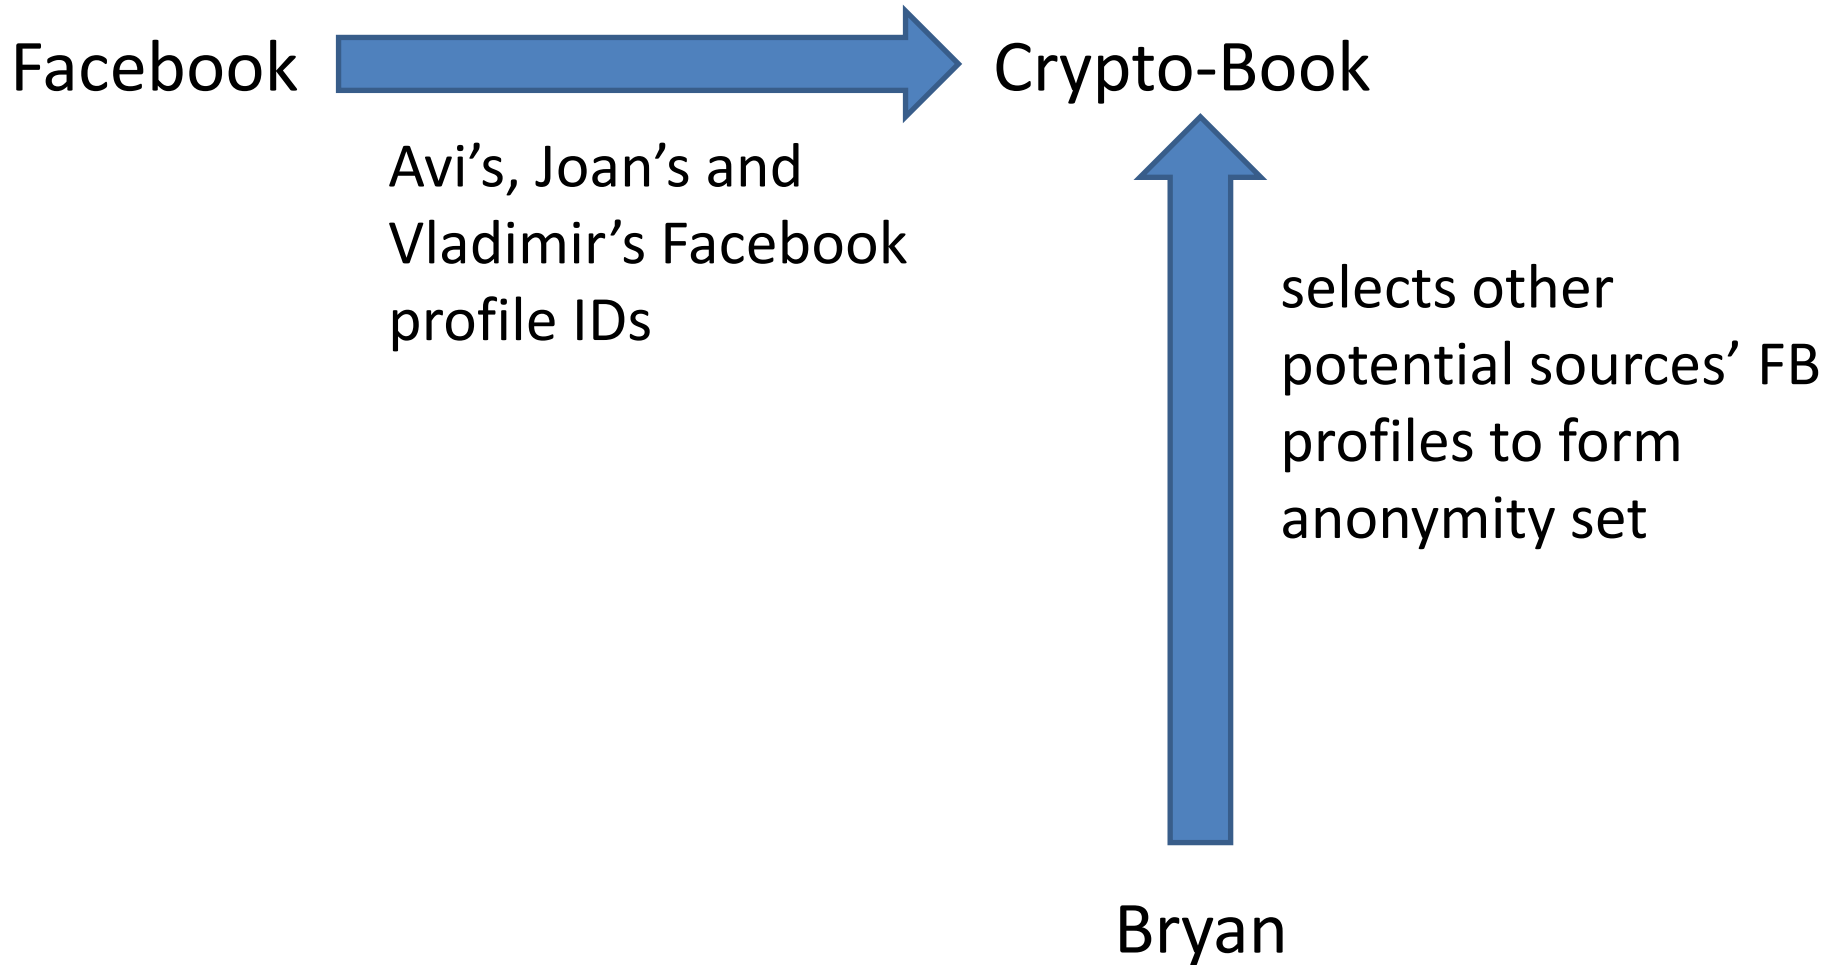 Facebook
Crypto-Book
Avi’s, Joan’s and
Vladimir’s Facebook
profile IDs
selects other
potential sources’ FB
profiles to form
anonymity set
Bryan